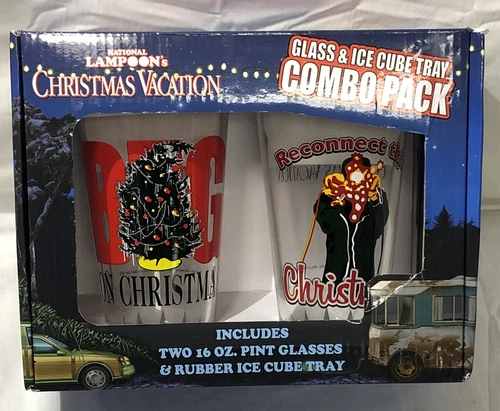 NATIONAL
LAMPOON's
CHRISTMAS VACATION
GLASS & ICE CUBE TRAY
COMBO PACK
BIG
ON CHRISTMA
Reconnect th
Christ
INCLUDES
TWO 16 OZ. PINT GLASSES
& RUBBER ICE CUBE TRAY